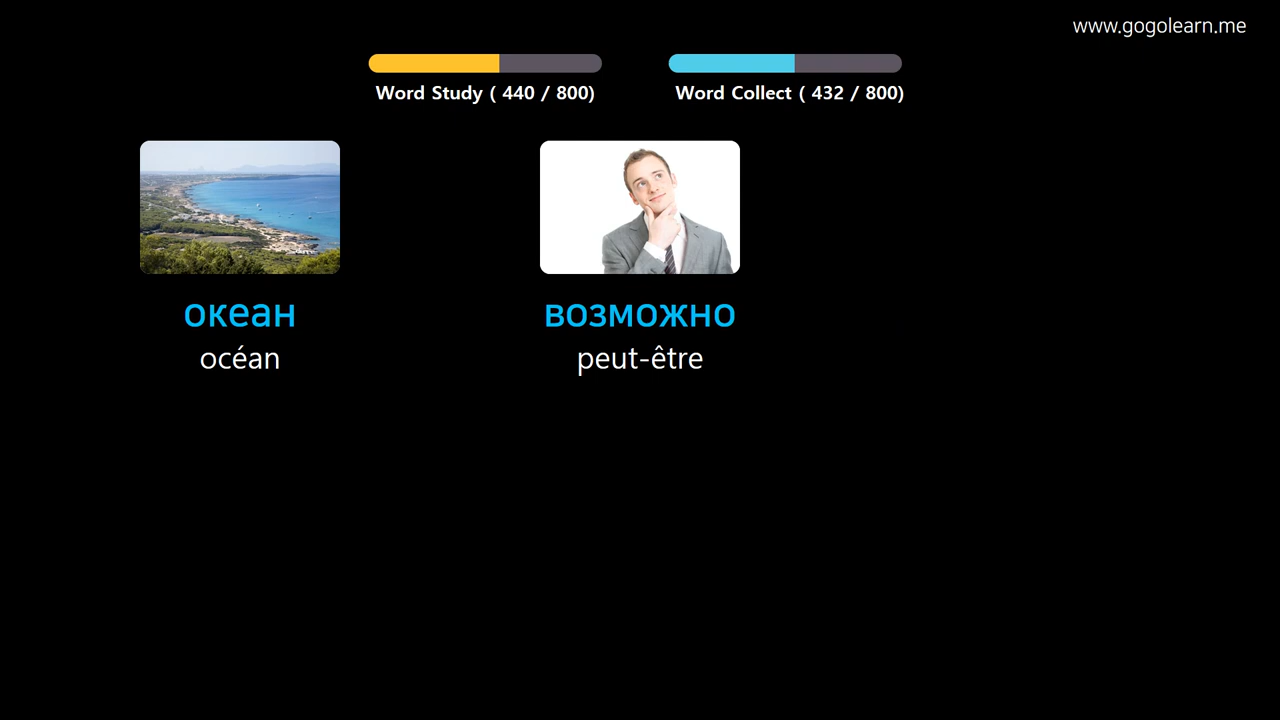 www.gogolearn.me
Word Study ( 440 / 800)
Word Collect ( 432 / 800)
океан
océan
возможно
peut-être